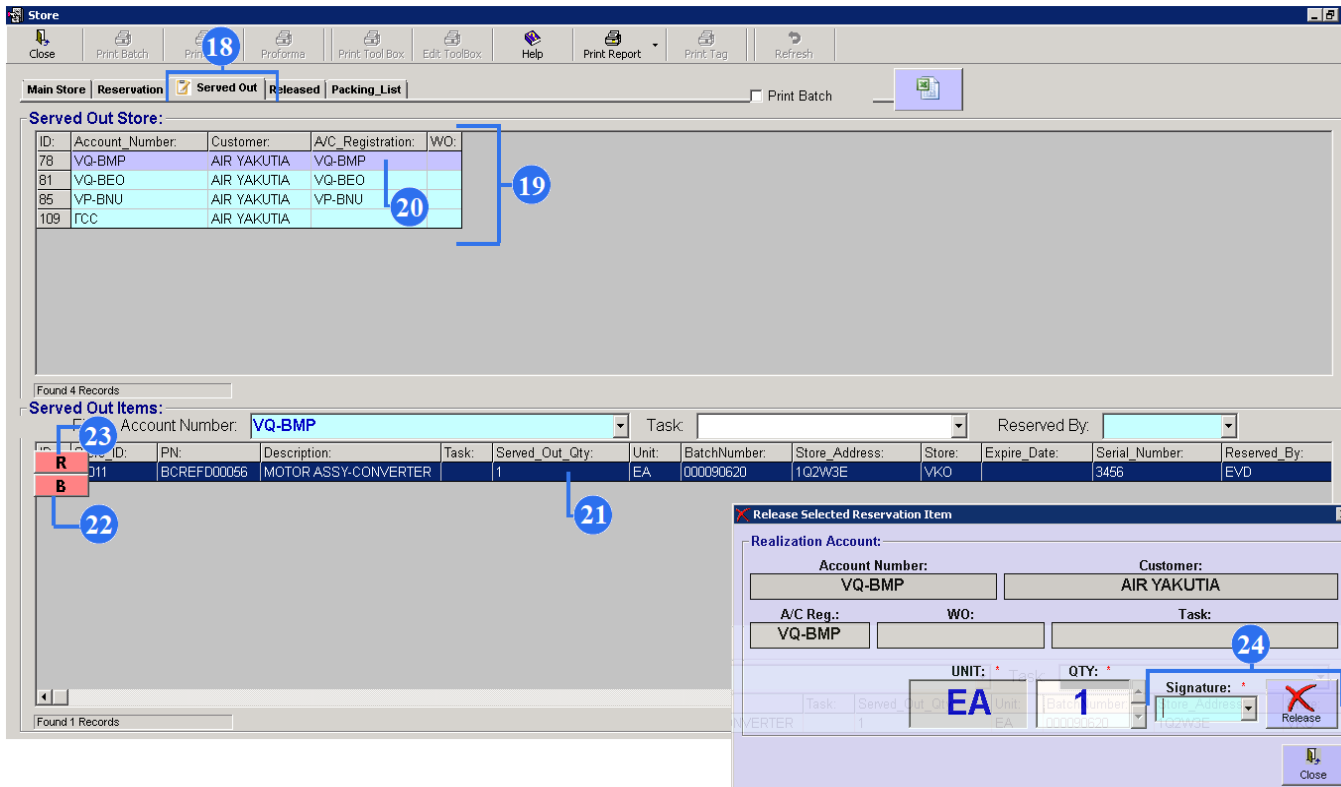 Store
Close Print Batch Proforma Print Tool Box Edit ToolBox Help Print Report Print Tag Refresh
18
Main Store Reservation Served Out Released Packing_List Print Batch
Served Out Store:
ID: Account_Number: Customer: A/C_Registration: WO:
78 VQ-BMP AIR YAKUTIA VQ-BMP
81 VQ-BEO AIR YAKUTIA VQ-BEO
85 VP-BNU AIR YAKUTIA VP-BNU
109 ГСС AIR YAKUTIA
19
20
Found 4 Records
Served Out Items:
Account Number: VQ-BMP Task: Reserved By:
23
PN: Description: Task: Served_Out_Qty: Unit: BatchNumber: Store_Address: Store: Expire_Date: Serial_Number: Reserved_By:
R 011 BCREFD00056 MOTOR ASSY-CONVERTER 1 EA 000090620 1Q2W3E VKO 3456 EVD
B
22
21
Found 1 Records
Release Selected Reservation Item
Realization Account:
Account Number: Customer:
VQ-BMP AIR YAKUTIA
A/C Reg.: WO: Task:
VQ-BMP
24
UNIT: * QTY: * Signature: *
EA 1 Release
Close